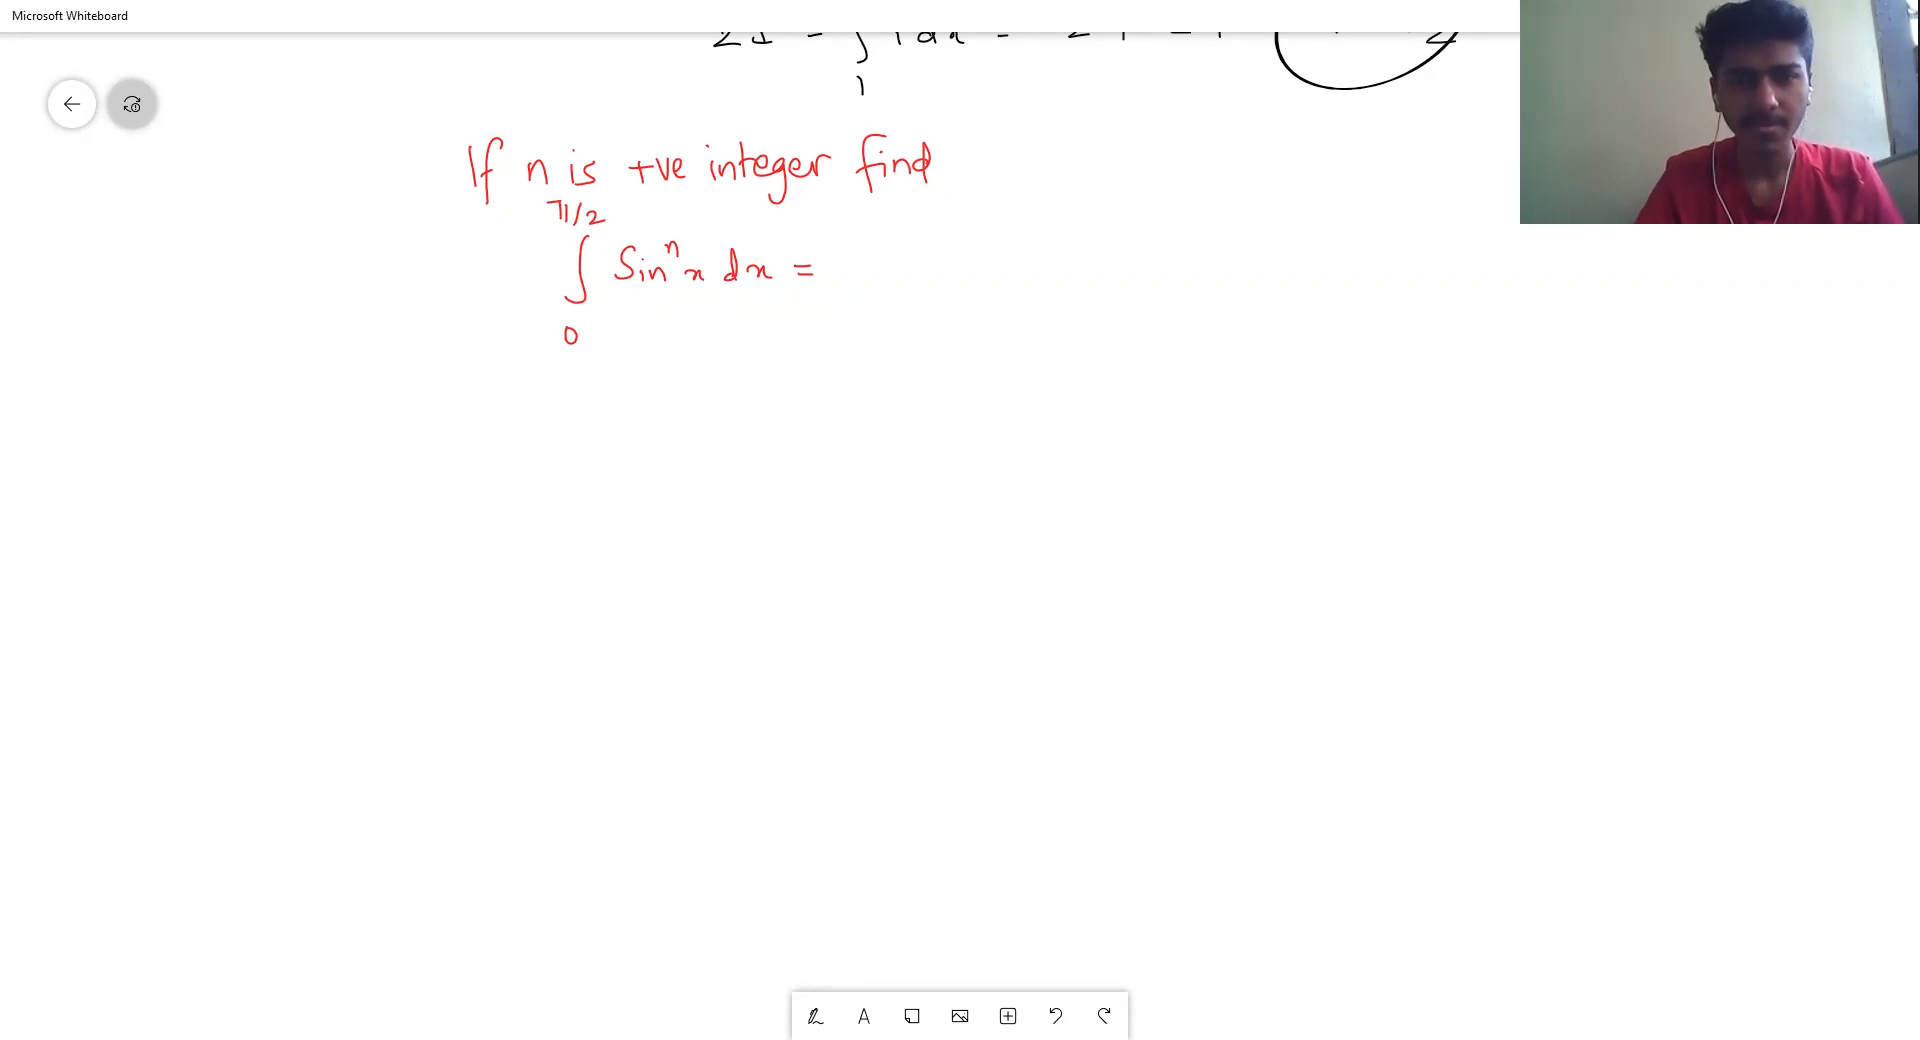 Microsoft Whiteboard
If n is +ve integer find
π/2
∫ Sinⁿx dx =
0